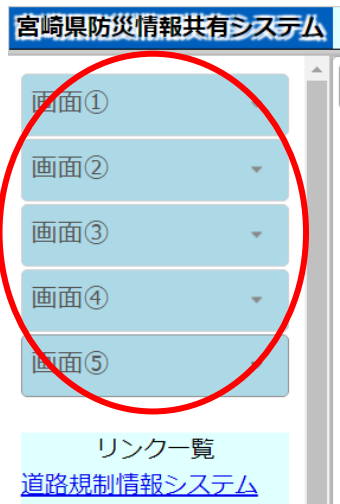 宮崎県防災情報共有システム
画面①
画面②
画面③
画面④
画面⑤
リンク一覧
道路規制情報システム